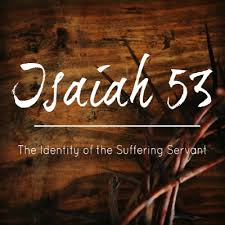 Isaiah 53
The Identity of the Suffering Servant